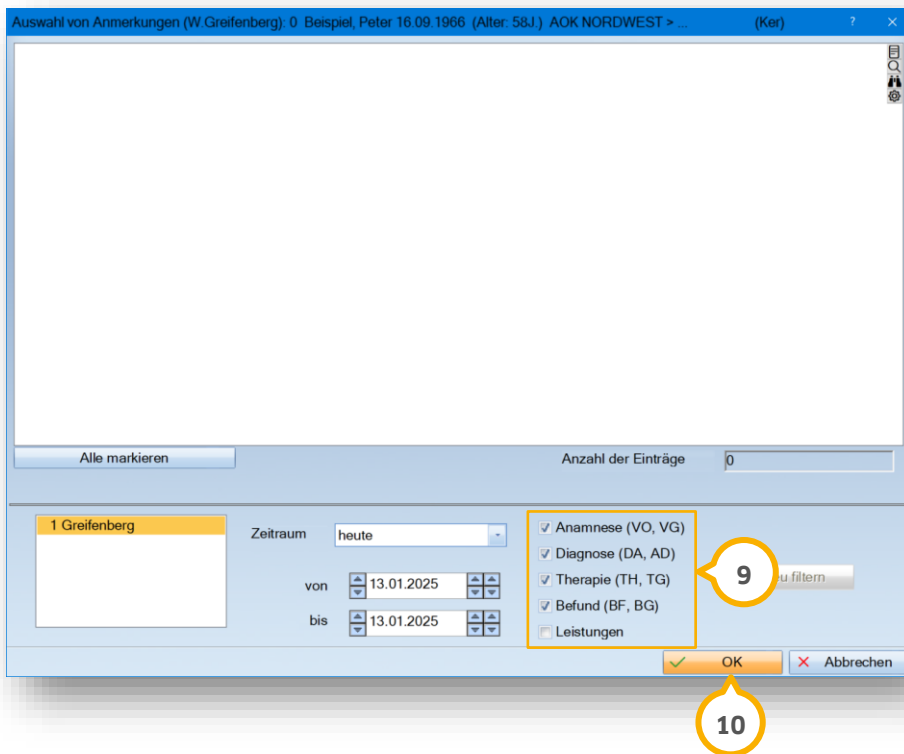 Auswahl von Anmerkungen (W.Greifenberg): 0 Beispiel, Peter 16.09.1966 (Alter: 58J.) AOK NORDWEST > ... (Ker) ? ×
Alle markieren Anzahl der Einträge 0
1 Greifenberg
Zeitraum heute
von 13.01.2025
bis 13.01.2025
Anamnese (VO, VG)
Diagnose (DA, AD)
Therapie (TH, TG)
Befund (BF, BG)
Leistungen
9
filtern
OK Abbrechen
10